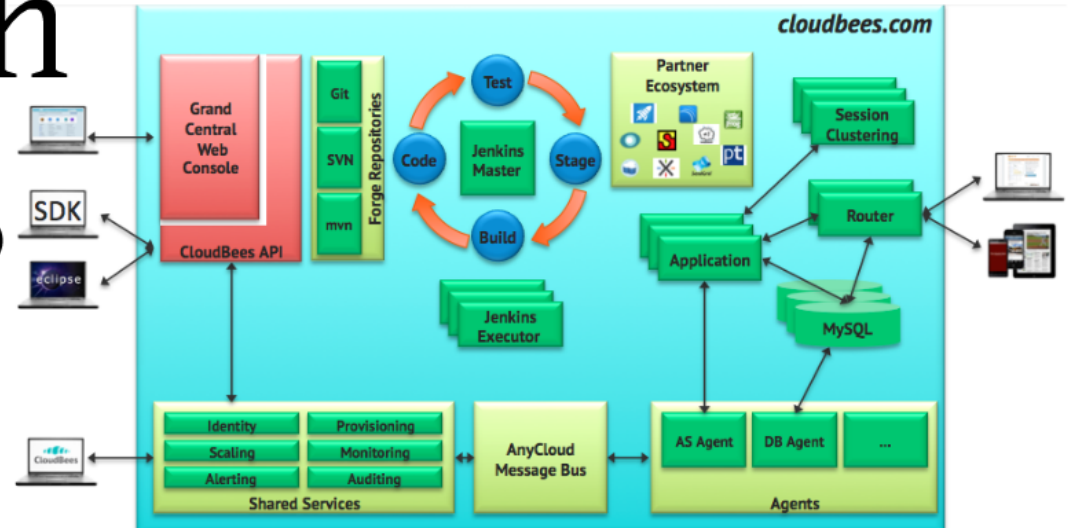 n
cloudbees.com
Grand
Central
Web
Console
CloudBees API
Git
SVN
mvn
Forge Repositories
Test
Code
Jenkins
Master
Stage
Build
Jenkins
Executor
Partner
Ecosystem
pt
Session
Clustering
Router
Application
MySQL
SDK
eclipse
CloudBees
Identity
Provisioning
Scaling
Monitoring
Alerting
Auditing
Shared Services
AnyCloud
Message Bus
AS Agent
DB Agent
...
Agents